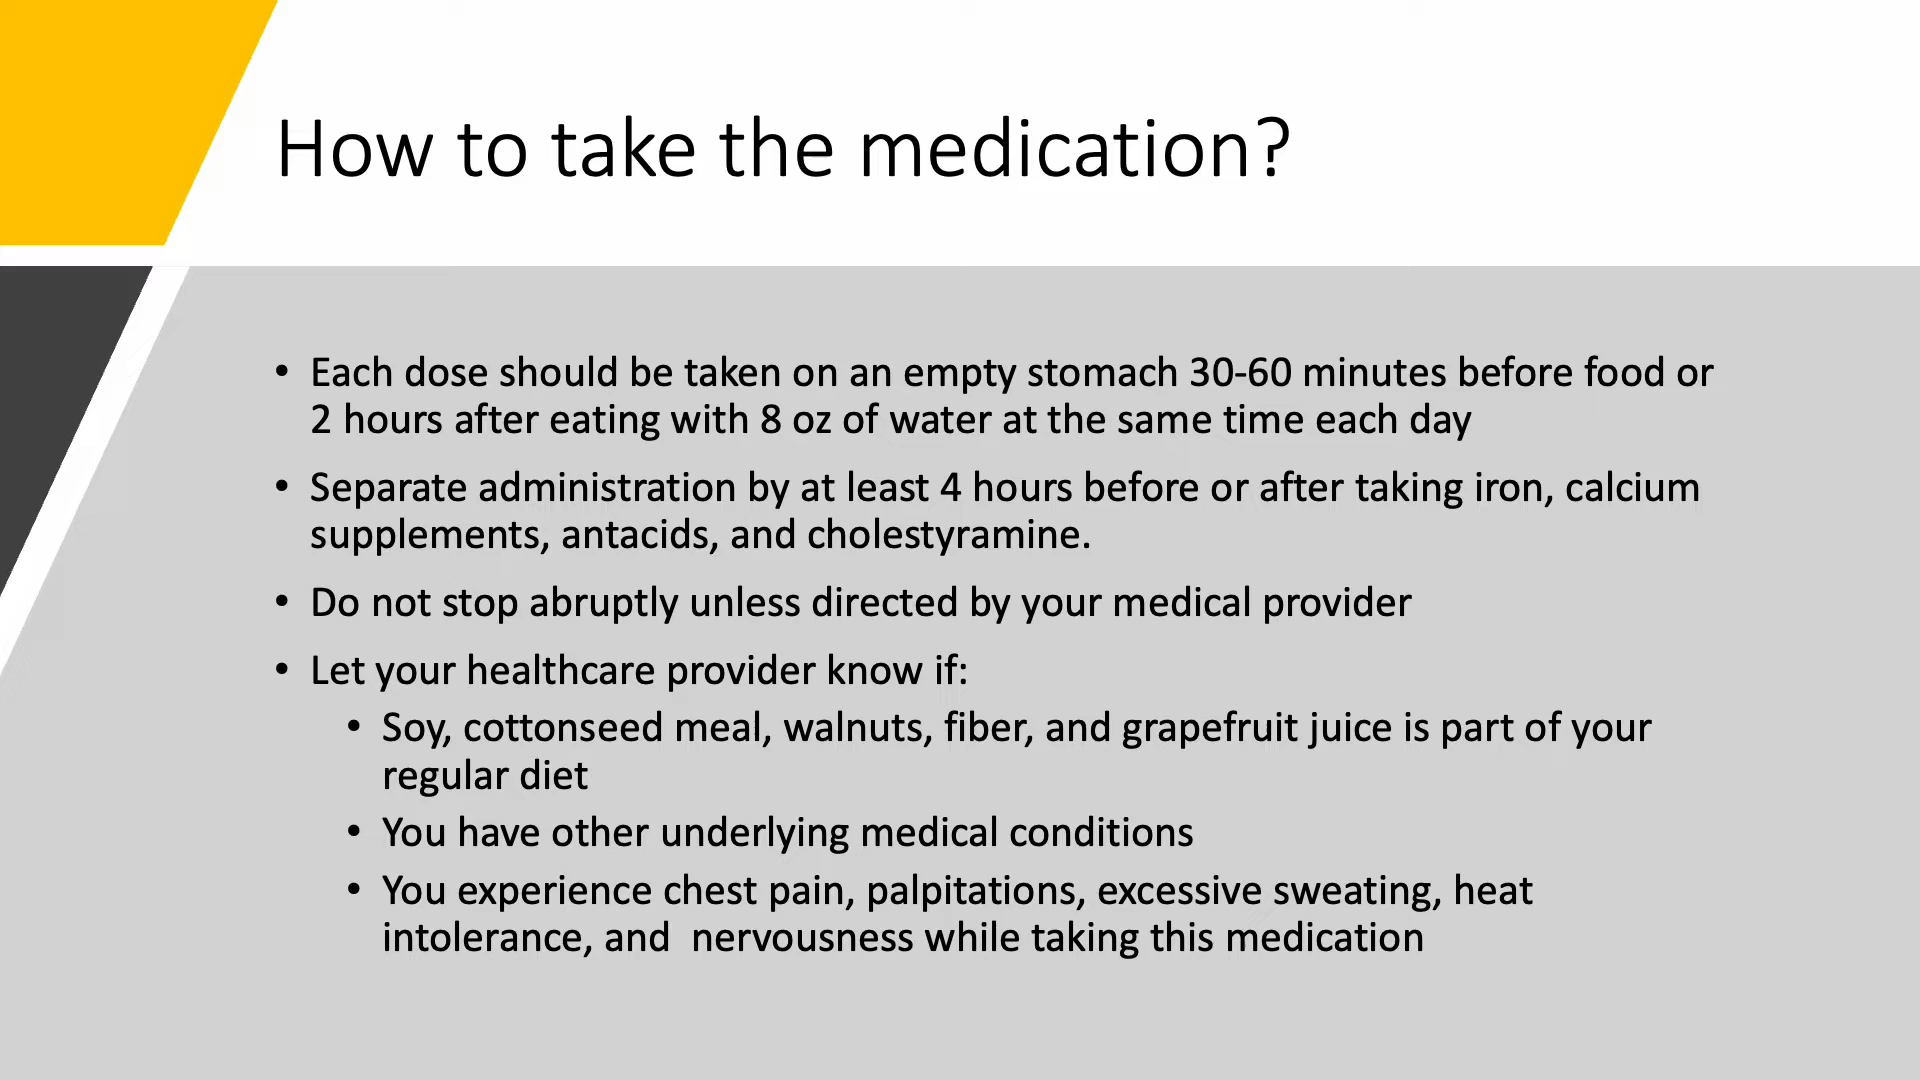 How to take the medication?
• Each dose should be taken on an empty stomach 30-60 minutes before food or
2 hours after eating with 8 oz of water at the same time each day
• Separate administration by at least 4 hours before or after taking iron, calcium
supplements, antacids, and cholestyramine.
• Do not stop abruptly unless directed by your medical provider
• Let your healthcare provider know if:
• Soy, cottonseed meal, walnuts, fiber, and grapefruit juice is part of your
regular diet
• You have other underlying medical conditions
• You experience chest pain, palpitations, excessive sweating, heat
intolerance, and  nervousness while taking this medication